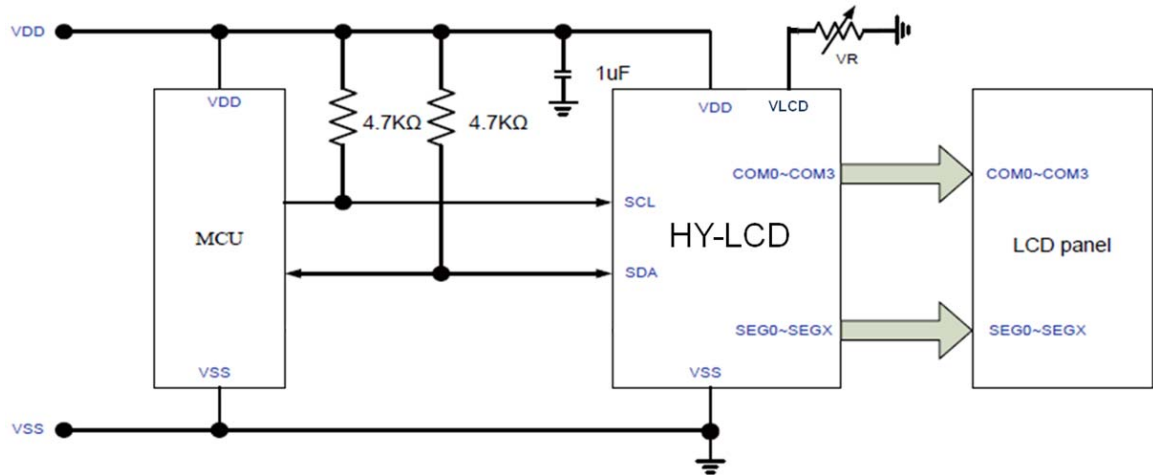 VDD
VR
1uF
VDD
VDD
VLCD
4.7KΩ
4.7KΩ
COM0~COM3
COM0~COM3
SCL
MCU
HY-LCD
LCD panel
SDA
SEG0~SEGX
SEG0~SEGX
VSS
VSS
VSS